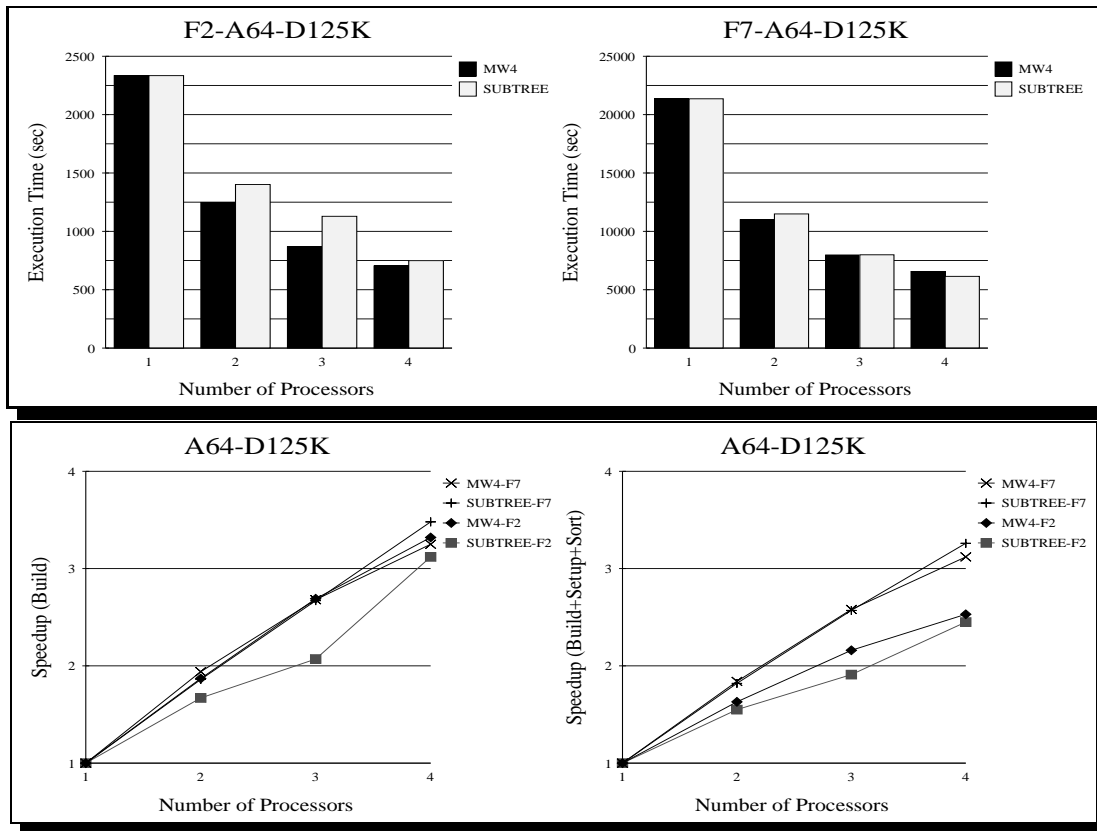 F2-A64-D125K
2500
2000
1500
1000
500
0
Execution Time (sec)
1 2 3 4
Number of Processors
MW4
SUBTREE
F7-A64-D125K
25000
20000
15000
10000
5000
0
Execution Time (sec)
1 2 3 4
Number of Processors
MW4
SUBTREE
A64-D125K
4
3
2
1
Speedup (Build)
1 2 3 4
Number of Processors
MW4-F7
SUBTREE-F7
MW4-F2
SUBTREE-F2
A64-D125K
4
3
2
1
Speedup (Build+Setup+Sort)
1 2 3 4
Number of Processors
MW4-F7
SUBTREE-F7
MW4-F2
SUBTREE-F2